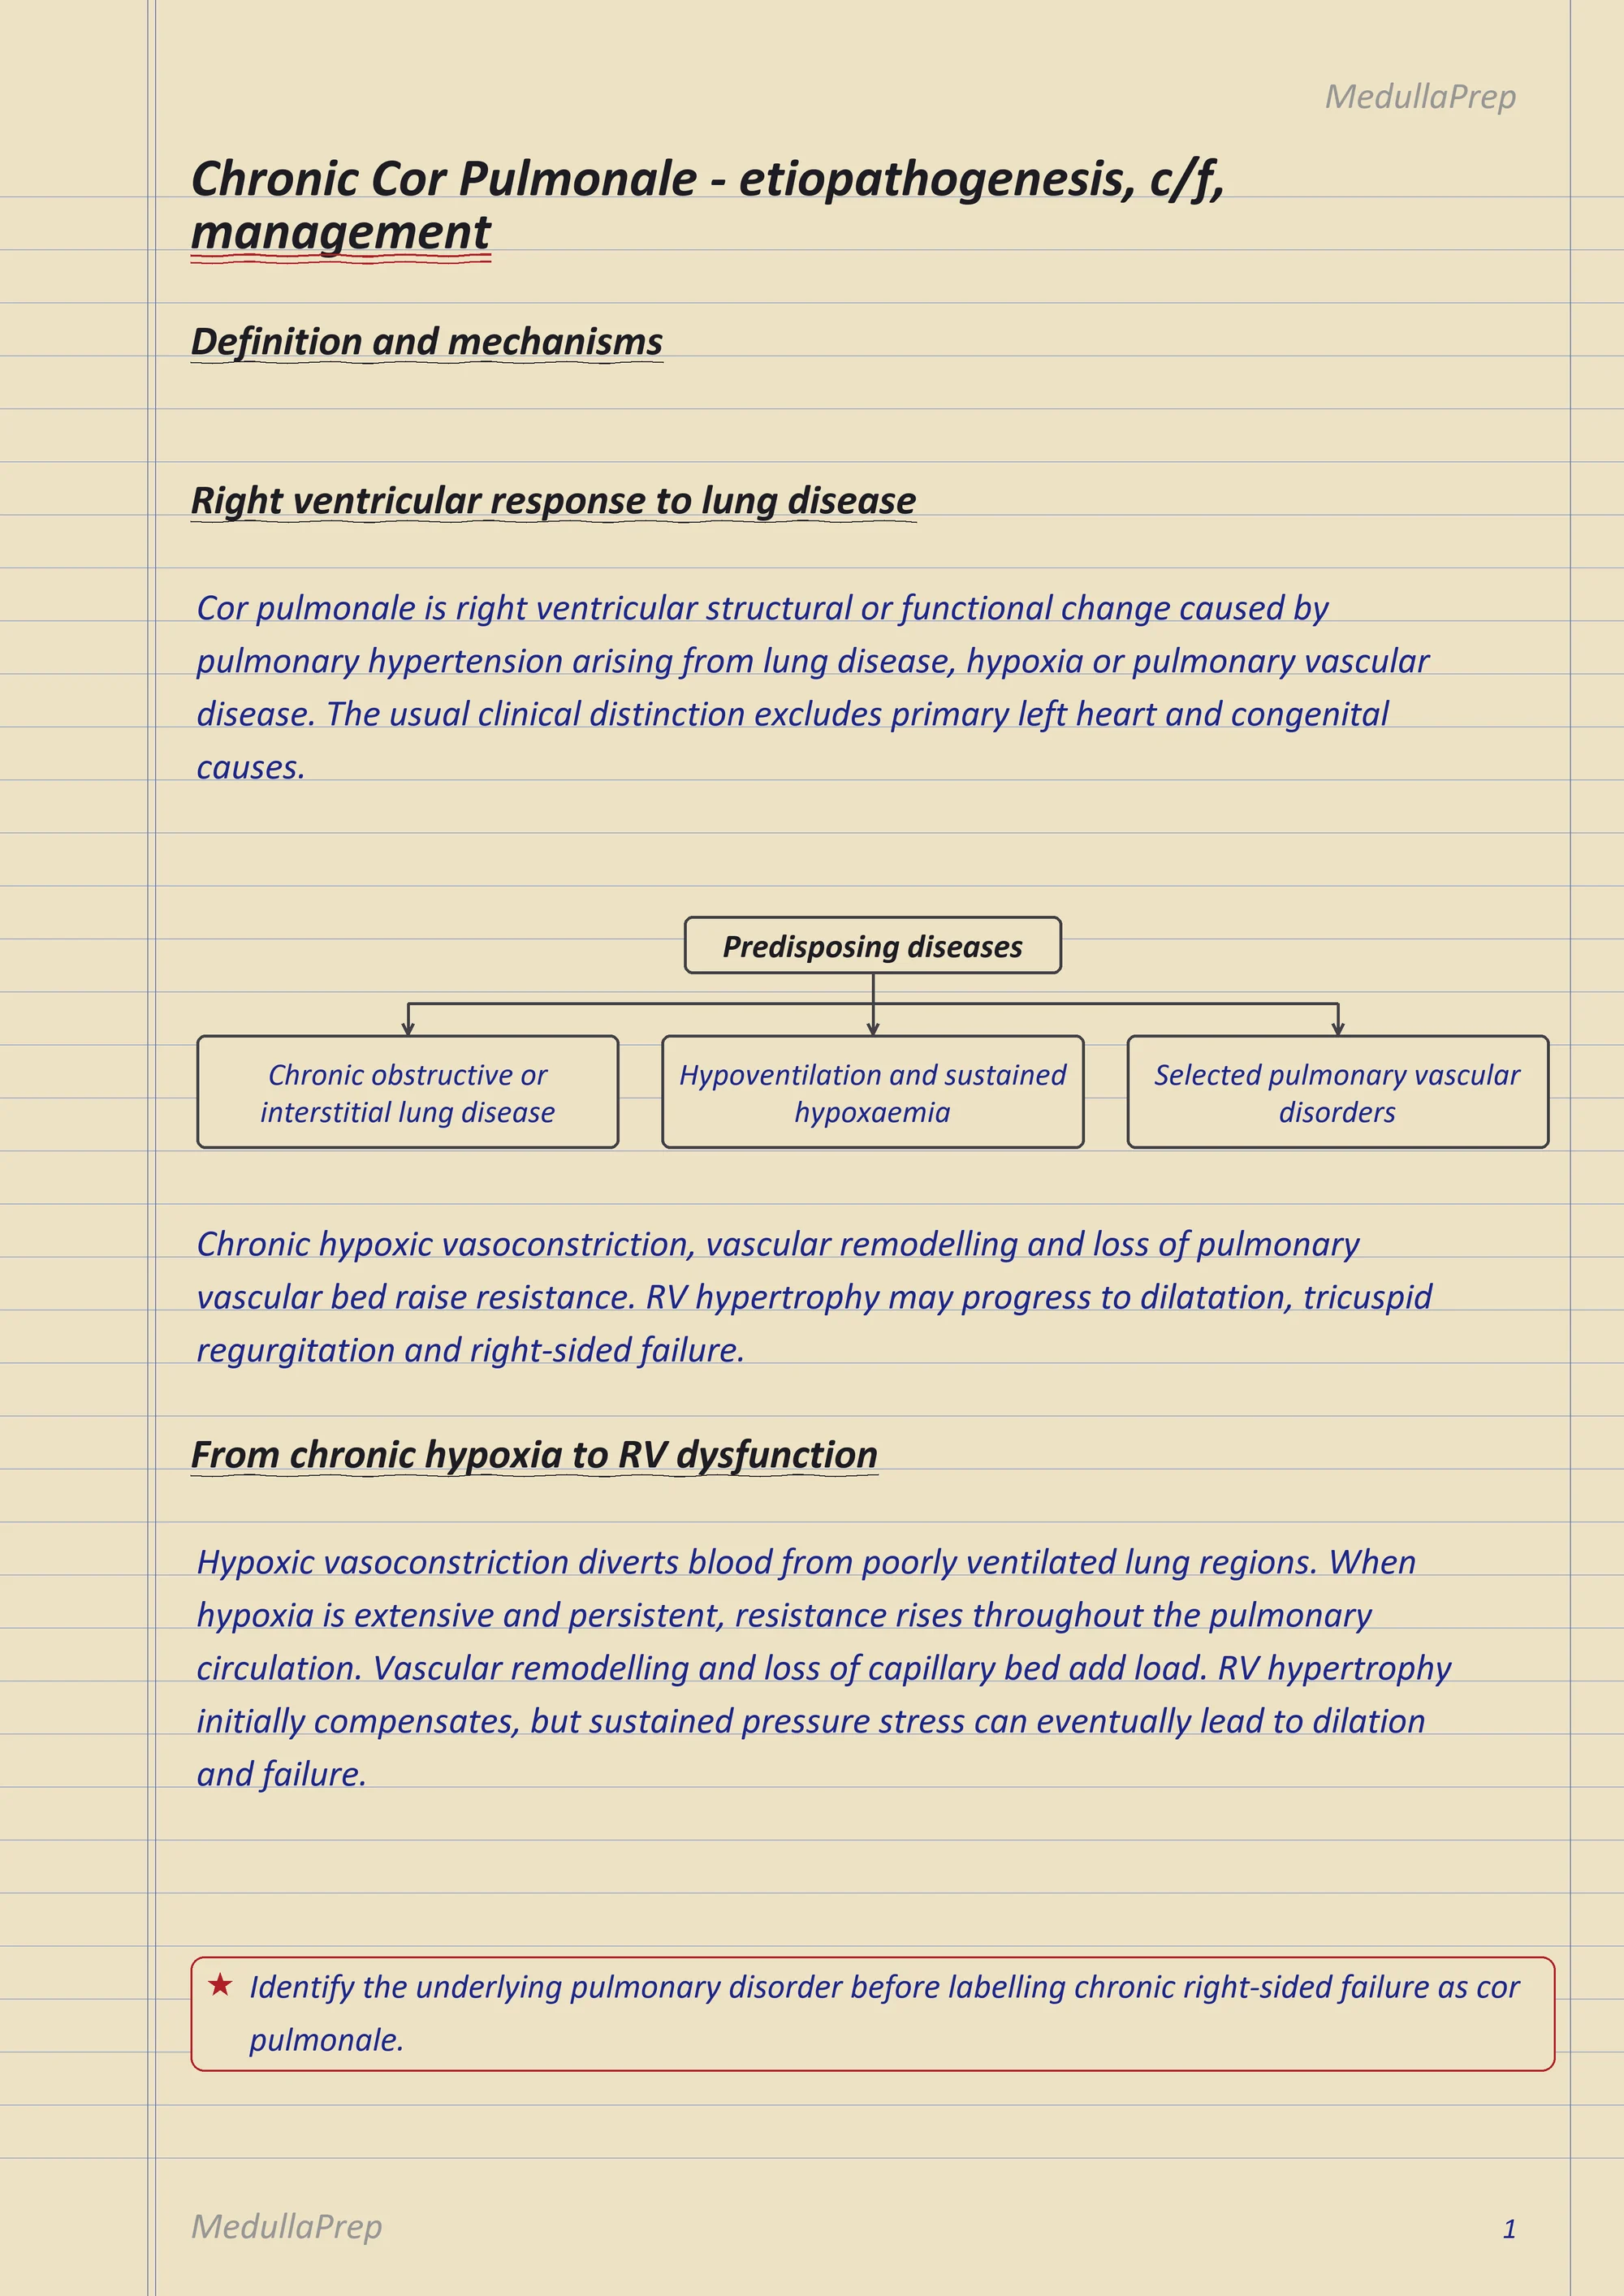 MedullaPrep
Chronic Cor Pulmonale - etiopathogenesis, c/f,
management
Definition and mechanisms
Right ventricular response to lung disease
Cor pulmonale is right ventricular structural or functional change caused by
pulmonary hypertension arising from lung disease, hypoxia or pulmonary vascular
disease. The usual clinical distinction excludes primary left heart and congenital
causes.
Predisposing diseases
Chronic obstructive or
interstitial lung disease
Hypoventilation and sustained
hypoxaemia
Selected pulmonary vascular
disorders
Chronic hypoxic vasoconstriction, vascular remodelling and loss of pulmonary
vascular bed raise resistance. RV hypertrophy may progress to dilatation, tricuspid
regurgitation and right-sided failure.
From chronic hypoxia to RV dysfunction
Hypoxic vasoconstriction diverts blood from poorly ventilated lung regions. When
hypoxia is extensive and persistent, resistance rises throughout the pulmonary
circulation. Vascular remodelling and loss of capillary bed add load. RV hypertrophy
initially compensates, but sustained pressure stress can eventually lead to dilation
and failure.
★ Identify the underlying pulmonary disorder before labelling chronic right-sided failure as cor
pulmonale.
MedullaPrep
1